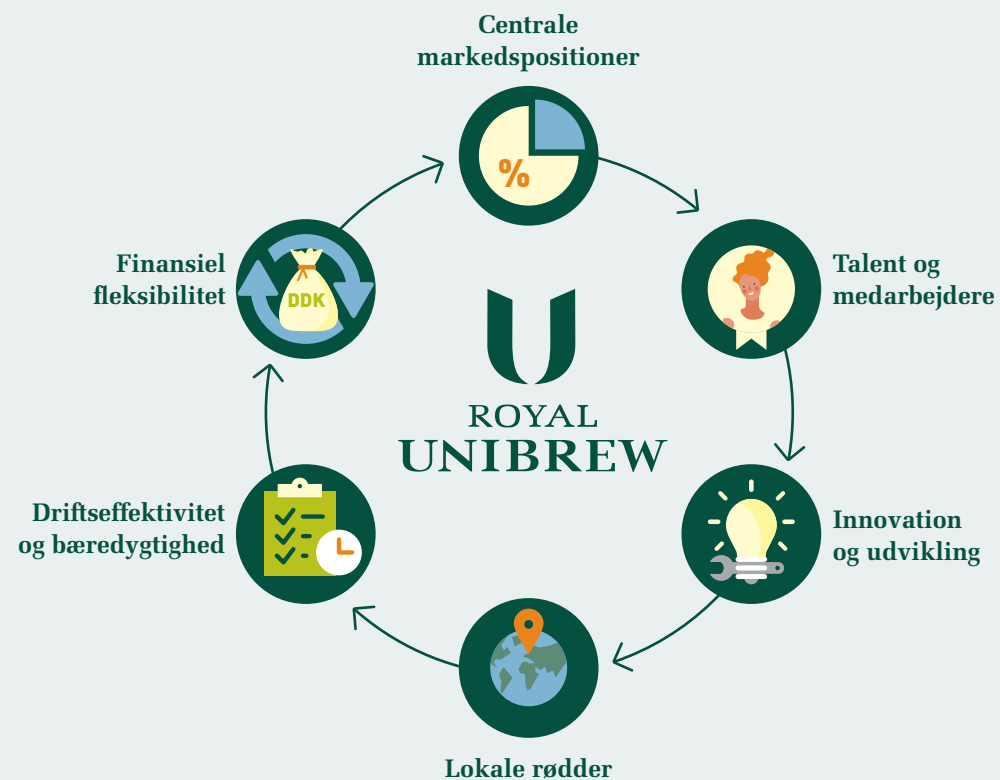 Centrale
markedspositioner
%
Talent og
medarbejdere
Innovation
og udvikling
Lokale rødder
Driftseffektivitet
og bæredygtighed
Finansiel
fleksibilitet
DDK
ROYAL
UNIBREW